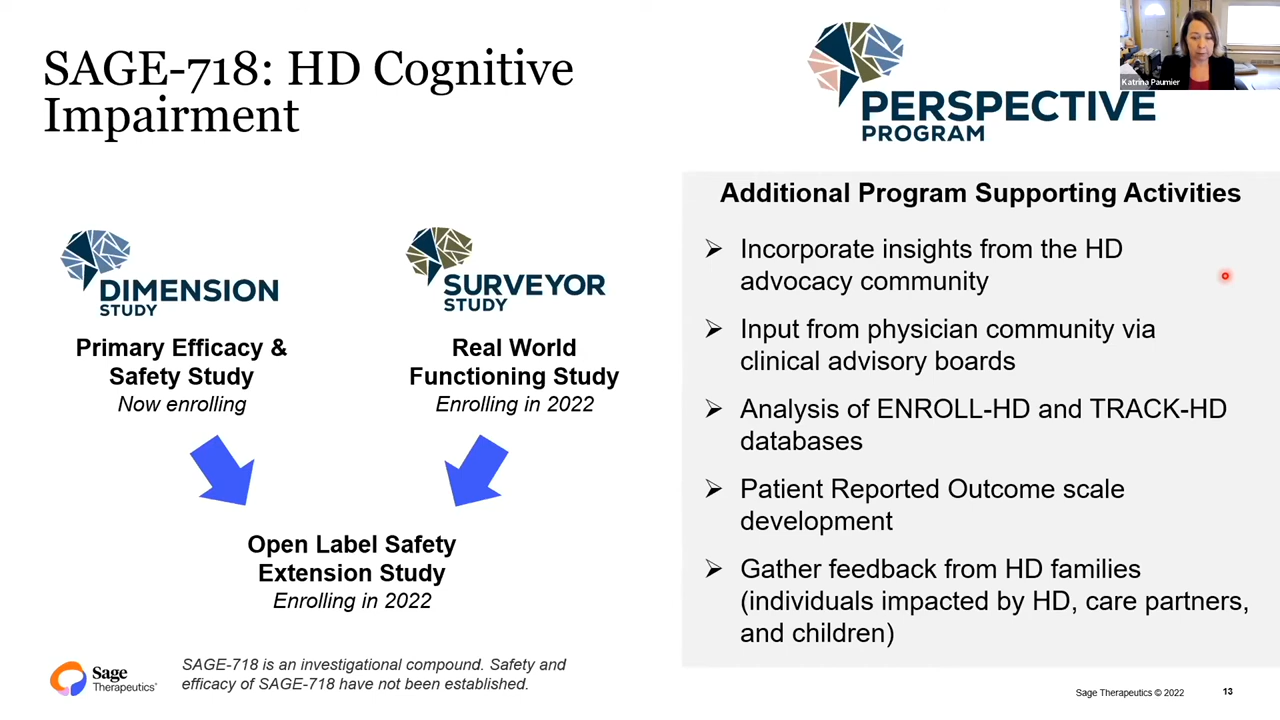 SAGE-718: HD Cognitive
Impairment
PERSPECTIVE
PROGRAM
Katrina Paumier
DIMENSION
STUDY
Primary Efficacy &
Safety Study
Now enrolling
SURVEYOR
STUDY
Real World
Functioning Study
Enrolling in 2022
Open Label Safety
Extension Study
Enrolling in 2022
Additional Program Supporting Activities
➢ Incorporate insights from the HD
advocacy community
➢ Input from physician community via
clinical advisory boards
➢ Analysis of ENROLL-HD and TRACK-HD
databases
➢ Patient Reported Outcome scale
development
➢ Gather feedback from HD families
(individuals impacted by HD, care partners,
and children)
Sage
Therapeutics™
SAGE-718 is an investigational compound. Safety and
efficacy of SAGE-718 have not been established.
Sage Therapeutics © 2022
13